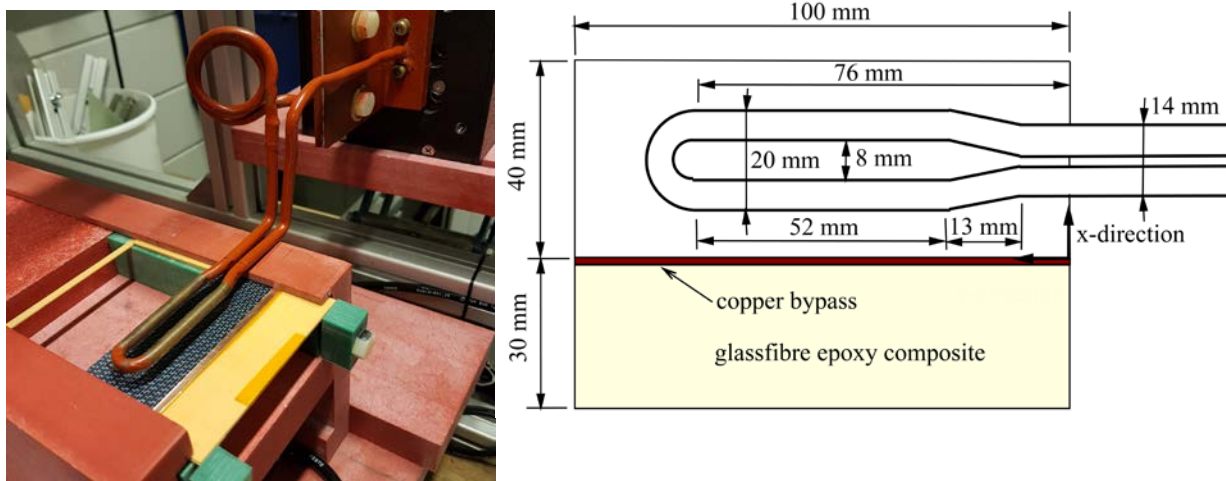 100 mm
76 mm
14 mm
40 mm
20 mm
8 mm
52 mm
13 mm
x-direction
copper bypass
30 mm
glassfibre epoxy composite